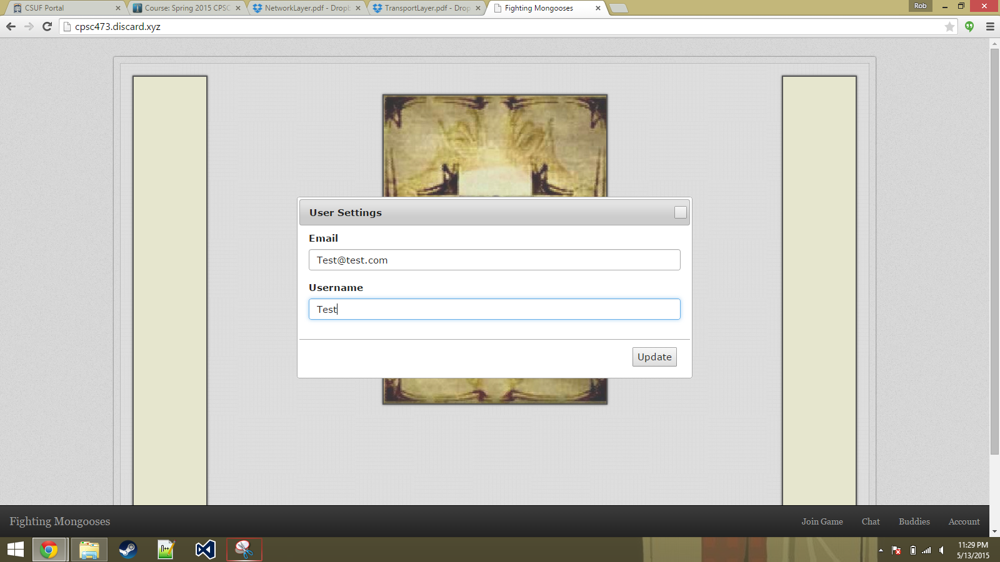 CSUF Portal
Course: Spring 2015 CPSC
NetworkLayer.pdf - Dropb
TransportLayer.pdf - Drop
Fighting Mongooses
Rob
cpsc473.discard.xyz
User Settings
Email
Test@test.com
Username
Test
Update
Fighting Mongooses
Join Game
Chat
Buddies
Account
11:29 PM
5/13/2015